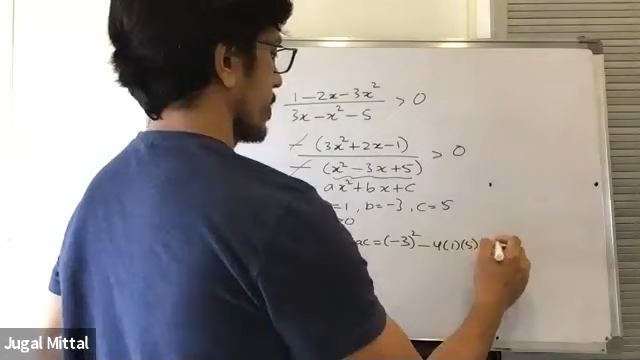 1 - 2x - 3x² / 3x - x² - 5 > 0
- (3x² + 2x - 1) / - (x² - 3x + 5) > 0
ax² + bx + c
= 1, b = -3, c = 5
ac = (-3)² - 4(1)(5)
Jugal Mittal